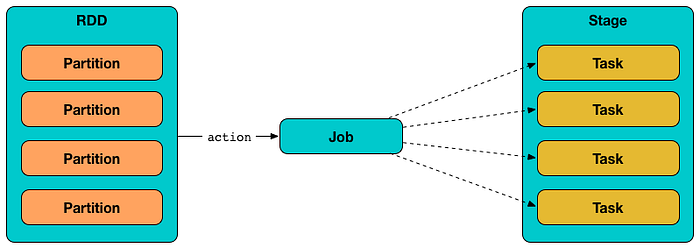 RDD
Partition
Partition
Partition
Partition
action
Job
Stage
Task
Task
Task
Task